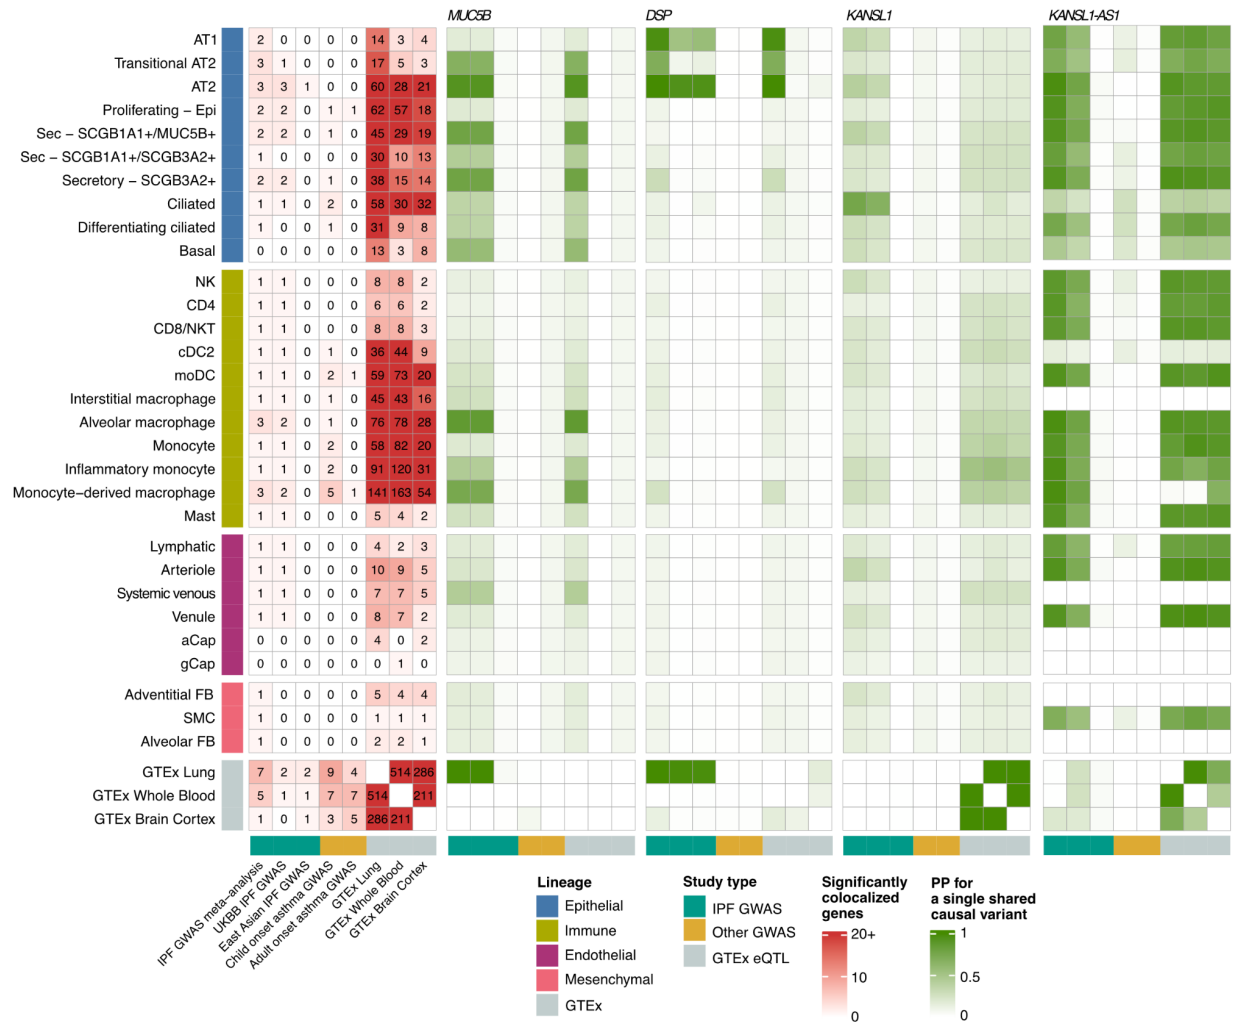 MUC5B DSP KANSL1 KANSL1-AS1
AT1 2 0 0 0 0 14 3 4
Transitional AT2 3 1 0 0 0 17 5 3
AT2 3 3 1 0 0 60 28 21
Proliferating – Epi 2 2 0 1 1 62 57 18
Sec – SCGB1A1+/MUC5B+ 2 2 0 1 0 45 29 19
Sec – SCGB1A1+/SCGB3A2+ 1 0 0 0 0 30 10 13
Secretory – SCGB3A2+ 2 2 0 1 0 38 15 14
Ciliated 1 1 0 2 0 58 30 32
Differentiating ciliated 1 0 0 1 0 31 9 8
Basal 0 0 0 0 0 13 3 8
NK 1 1 0 0 0 8 8 2
CD4 1 1 0 0 0 6 6 2
CD8/NKT 1 1 0 0 0 8 8 3
cDC2 1 1 0 1 0 36 44 9
moDC 1 1 0 2 1 59 73 20
Interstitial macrophage 1 1 0 1 0 45 43 16
Alveolar macrophage 3 2 0 1 0 76 78 28
Monocyte 1 1 0 2 0 58 82 20
Inflammatory monocyte 1 1 0 2 0 91 120 31
Monocyte−derived macrophage 3 2 0 5 1 141 163 54
Mast 1 1 0 0 0 5 4 2
Lymphatic 1 1 0 0 0 4 2 3
Arteriole 1 1 0 0 0 10 9 5
Systemic venous 1 1 0 0 0 7 7 5
Venule 1 1 0 0 0 8 7 2
aCap 0 0 0 0 0 4 0 2
gCap 0 0 0 0 0 0 1 0
Adventitial FB 1 0 0 0 0 5 4 4
SMC 1 0 0 0 0 1 1 1
Alveolar FB 1 0 0 0 0 2 2 1
GTEx Lung 7 2 2 9 4 514 286
GTEx Whole Blood 5 1 1 7 7 514 211
GTEx Brain Cortex 1 0 1 3 5 286 211
IPF GWAS meta−analysis
UKBB IPF GWAS
East Asian IPF GWAS
Child onset asthma GWAS
Adult onset asthma GWAS
GTEx Lung
GTEx Whole Blood
GTEx Brain Cortex
Lineage
Epithelial
Immune
Endothelial
Mesenchymal
GTEx
Study type
IPF GWAS
Other GWAS
GTEx eQTL
Significantly
colocalized
genes
20+
10
0
PP for
a single shared
causal variant
1
0.5
0